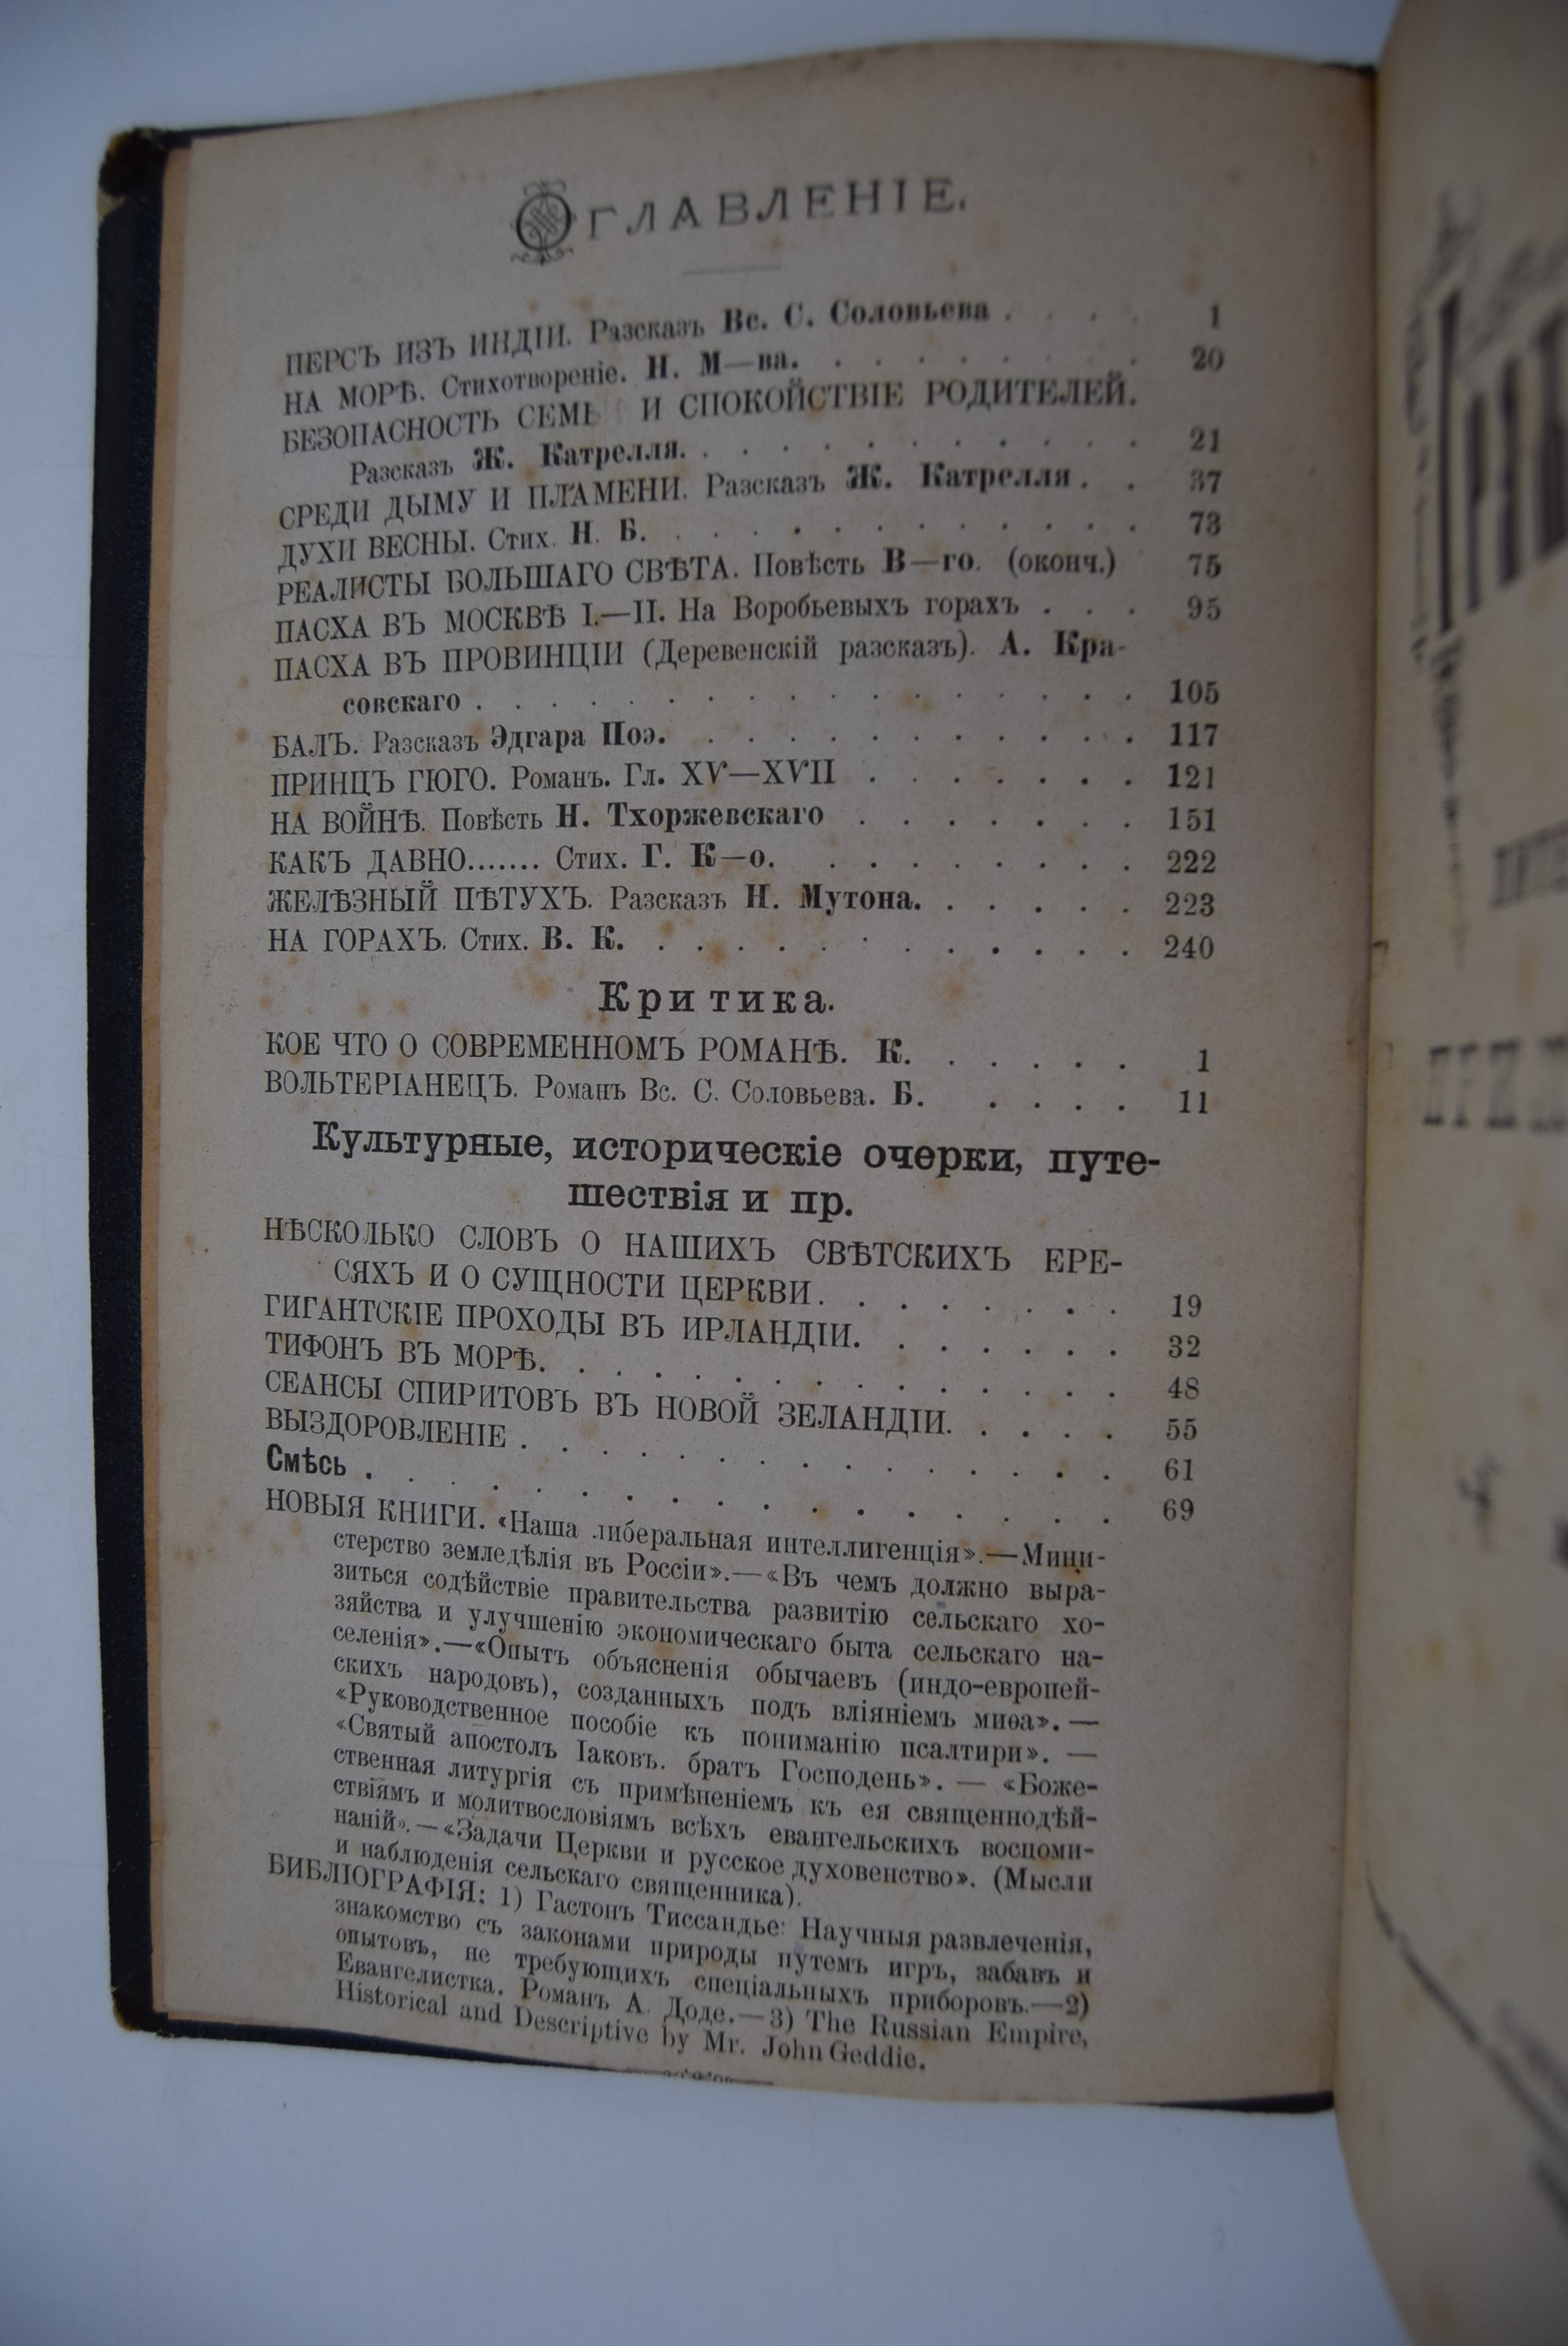 ОГЛАВЛЕНІЕ.
ПЕРСЪ ИЗЪ ИНДІИ. Разсказъ Вс. С. Соловьева . . . . 1
НА МОРѢ. Стихотвореніе. Н. М—ва. . . . . . . . . 20
БЕЗОПАСНОСТЬ И СПОКОЙСТВІЕ РОДИТЕЛЕЙ.
Разсказъ Ж. Катрелля. . . . . . . . . . . . 21
СРЕДИ ДЫМУ И ПЛАМЕНИ. Разсказъ Ж. Катрелля . . 37
ДУХИ ВЕСНЫ. Стих. Н. Б. . . . . . . . . . . . . 73
РЕАЛИСТЫ БОЛЬШАГО СВѢТА. Повѣсть В—го. (оконч.) 75
ПАСХА ВЪ МОСКВѢ I.—II. На Воробьевыхъ горахъ . . . 95
ПАСХА ВЪ ПРОВИНЦІИ (Деревенскій разсказъ). А. Кра-
совскаго . . . . . . . . . . . . . . . 105
БАЛЪ. Разсказъ Эдгара Поэ. . . . . . . . . . . . 117
ПРИНЦЪ ГЮГО. Романъ. Гл. XV—XVII . . . . . . . 121
НА ВОЙНѢ. Повѣсть Н. Тхоржевскаго . . . . . . . 151
КАКЪ ДАВНО....... Стих. Г. К—о. . . . . . . . . 222
ЖЕЛѢЗНЫЙ ПѢТУХЪ. Разсказъ Н. Мутона. . . . . . 223
НА ГОРАХЪ. Стих. В. К. . . . . . . . . . . . . . 240
Критика.
КОЕ ЧТО О СОВРЕМЕННОМЪ РОМАНѢ. К. . . . . . 1
ВОЛЬТЕРІАНЕЦЪ. Романъ Вс. С. Соловьева. Б. . . . . 11
Культурные, историческіе очерки, путе-
шествія и пр.
НѢСКОЛЬКО СЛОВЪ О НАШИХЪ СВѢТСКИХЪ ЕРЕ-
СЯХЪ И О СУЩНОСТИ ЦЕРКВИ. . . . . . . . 19
ГИГАНТСКІЕ ПРОХОДЫ ВЪ ИРЛАНДІИ. . . . . . . 32
ТИФОНЪ ВЪ МОРѢ. . . . . . . . . . . . . . . . 48
СЕАНСЫ СПИРИТОВЪ ВЪ НОВОЙ ЗЕЛАНДІИ. . . . . 55
ВЫЗДОРОВЛЕНІЕ . . . . . . . . . . . . . . . 61
Смѣсь . . . . . . . . . . . . . . . . . . 69
НОВЫЯ КНИГИ. «Наша либеральная интеллигенція».—Мини-
стерство земледѣлія въ Россіи».—«Въ чемъ должно выра-
зиться содѣйствіе правительства развитію сельскаго хо-
зяйства и улучшенію экономическаго быта сельскаго на-
селенія».—«Опытъ объясненія обычаевъ (индо-европей-
скихъ народовъ), созданныхъ подъ вліяніемъ миѳа». —
«Руководственное пособіе къ пониманію псалтири». —
«Святый апостолъ Іаковъ. братъ Господень». — «Боже-
ственная литургія съ примѣненіемъ къ ея священнодѣй-
ствіямъ и молитвословіямъ всѣхъ евангельскихъ воспоми-
наній».—«Задачи Церкви и русское духовенство». (Мысли
и наблюденія сельскаго священника).
БИБЛІОГРАФІЯ: 1) Гастонъ Тиссандье: Научныя развлеченія,
знакомство съ законами природы путемъ игръ, забавъ и
опытовъ, не требующихъ спеціальныхъ приборовъ.—2)
Евангелистка. Романъ А. Доде.—3) The Russian Empire,
Historical and Descriptive by Mr. John Geddie.